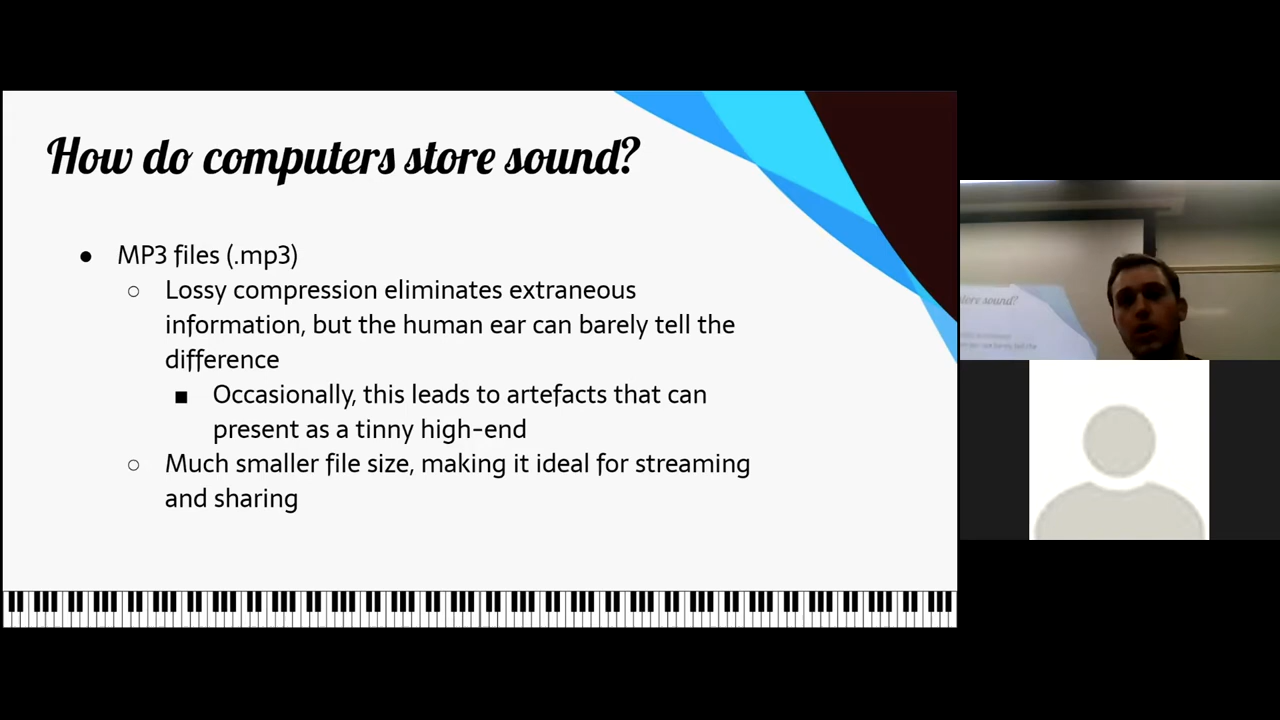 How do computers store sound?
● MP3 files (.mp3)
○ Lossy compression eliminates extraneous
information, but the human ear can barely tell the
difference
■ Occasionally, this leads to artefacts that can
present as a tinny high-end
○ Much smaller file size, making it ideal for streaming
and sharing
sound?